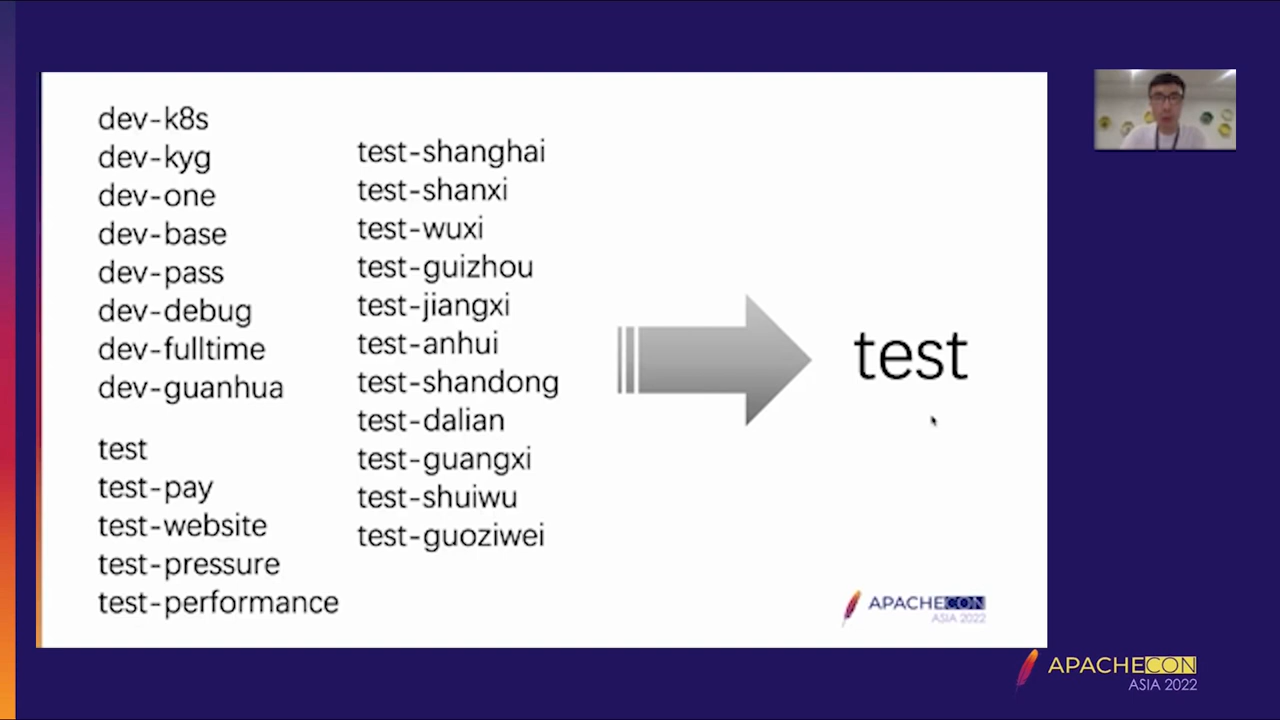 dev-k8s
dev-kyg
dev-one
dev-base
dev-pass
dev-debug
dev-fulltime
dev-guanhua
test
test-pay
test-website
test-pressure
test-performance
test-shanghai
test-shanxi
test-wuxi
test-guizhou
test-jiangxi
test-anhui
test-shandong
test-dalian
test-guangxi
test-shuiwu
test-guoziwei
test
APACHECON
ASIA 2022
APACHECON
ASIA 2022